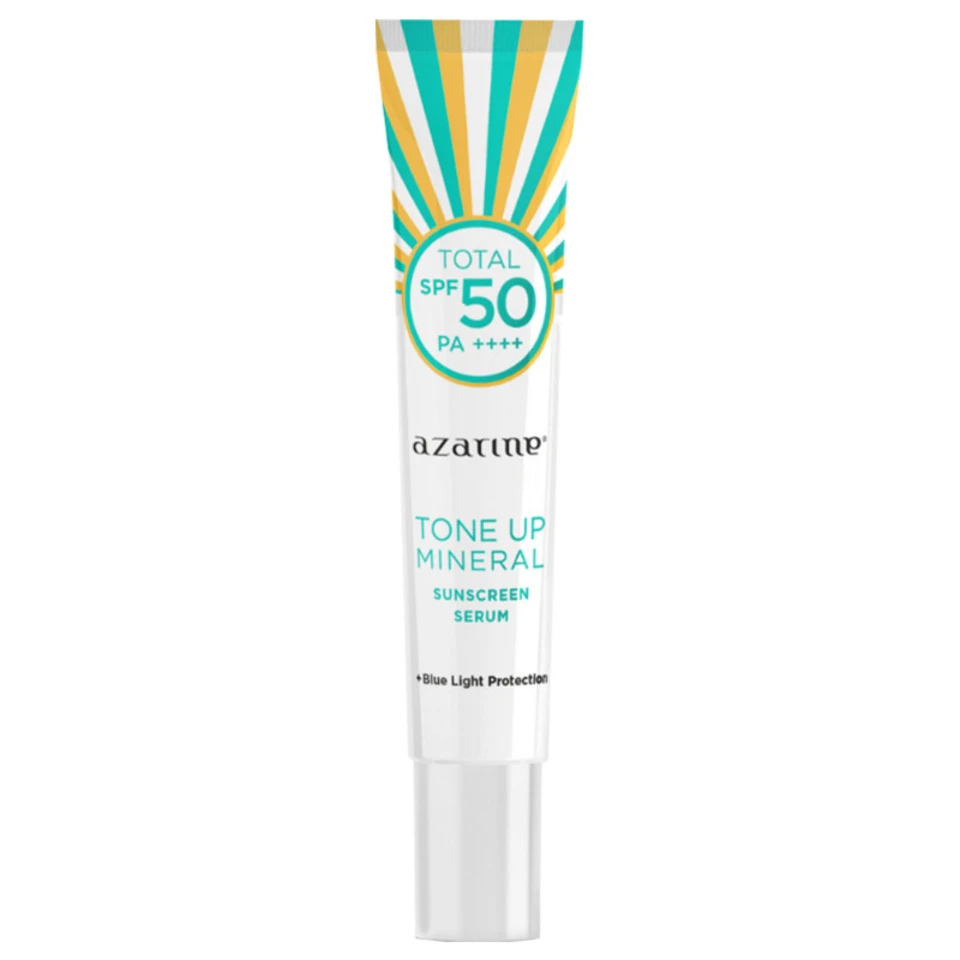 TOTAL
SPF 50
PA ++++
azarine®
TONE UP
MINERAL
SUNSCREEN
SERUM
+Blue Light Protection